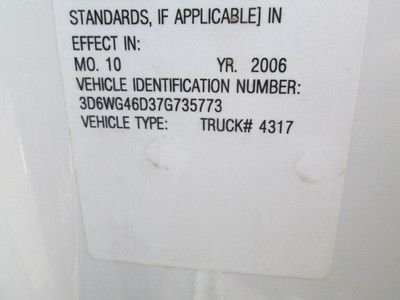 STANDARDS, IF APPLICABLE] IN
EFFECT IN:
MO. 10 YR. 2006
VEHICLE IDENTIFICATION NUMBER:
3D6WG46D37G735773
VEHICLE TYPE: TRUCK# 4317